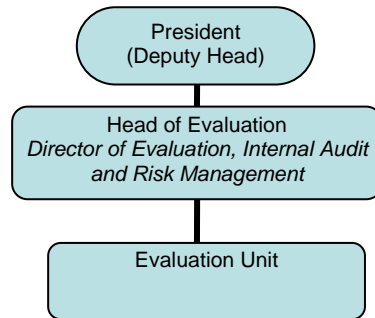 President
(Deputy Head)
Head of Evaluation
Director of Evaluation, Internal Audit
and Risk Management
Evaluation Unit